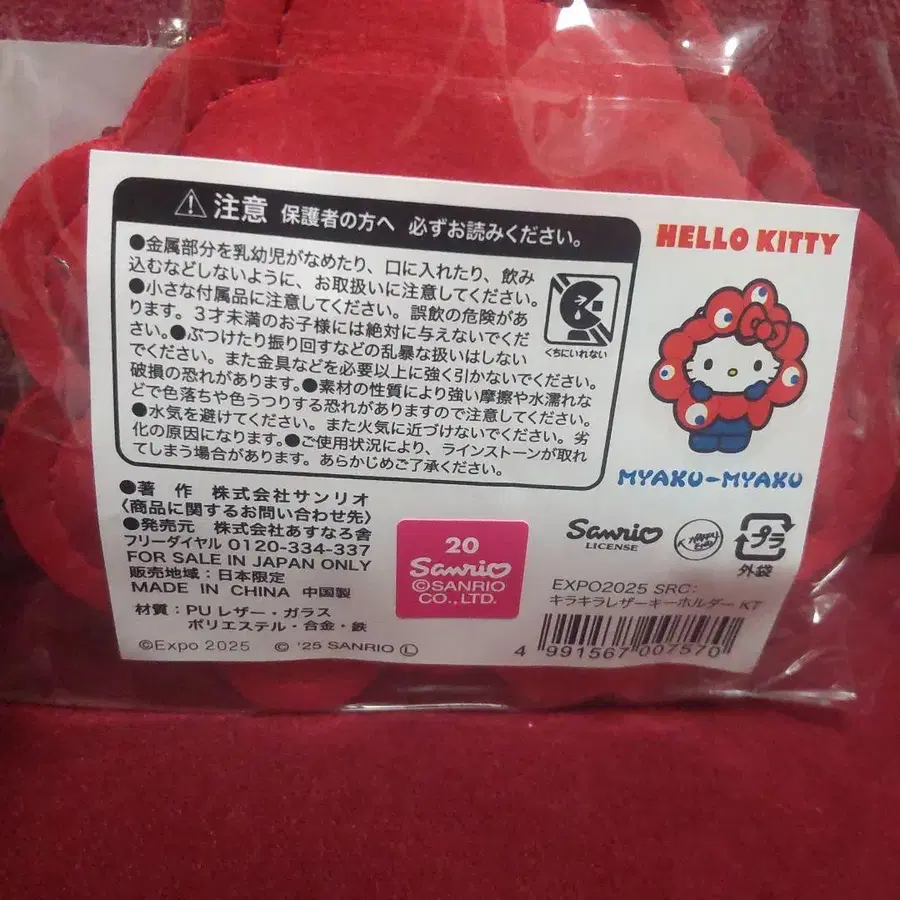 注意 保護者の方へ 必ずお読みください。
●金属部分を乳幼児がなめたり、口に入れたり、飲み
込むなどしないように、お取扱いに注意してください。
●小さな付属品に注意してください。誤飲の危険があ
ります。3才未満のお子様には絶対に与えないでくだ
さい。●ぶつけたり振り回すなどの乱暴な扱いはしない
でください。また金具などを必要以上に強く引かないでください。
破損の恐れがあります。●素材の性質により強い摩擦や水濡れな
どで色落ちや色うつりする恐れがありますので注意してください。
●水気を避けてください。また火気に近づけないでください。劣
化の原因になります。●ご使用状況により、ラインストーンが取れ
てしまう場合があります。あらかじめご了承ください。
くちにいれない
HELLO KITTY
MYAKU-MYAKU
●著 作 株式会社サンリオ
〈商品に関するお問い合わせ先〉
●発売元 株式会社あすなろ舎
フリーダイヤル 0120-334-337
FOR SALE IN JAPAN ONLY
販売地域：日本限定
MADE IN CHINA 中国製
材質：PU レザー・ガラス
ポリエステル・合金・鉄
©Expo 2025 © '25 SANRIO Ⓛ
20
Sanrio
©SANRIO
CO.,LTD.
Sanrio
LICENSE
プラ
外袋
EXPO2025 SRC:
キラキラレザーキーホルダー KT
4 991567 007570